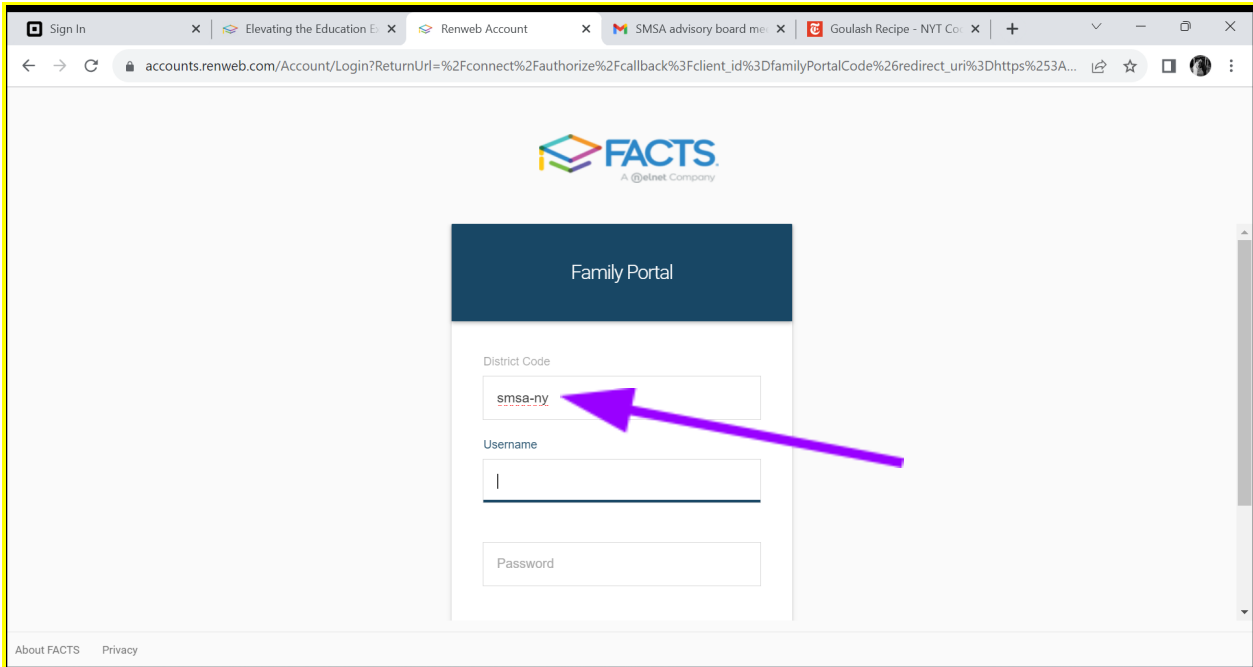 Sign In
Elevating the Education E
Renweb Account
SMSA advisory board me
Goulash Recipe - NYT Co
accounts.renweb.com/Account/Login?ReturnUrl=%2Fconnect%2Fauthorize%2Fcallback%3Fclient_id%3DfamilyPortalCode%26redirect_uri%3Dhttps%253A...
FACTS
A nelnet Company
Family Portal
District Code
smsa-ny
Username
Password
About FACTS Privacy